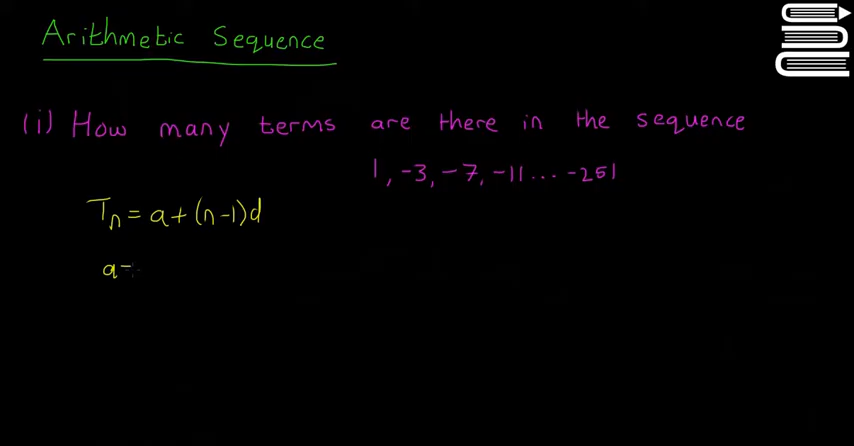 Arithmetic Sequence
(i) How many terms are there in the sequence
1, -3, -7, -11 ... -251
Tn = a + (n-1)d
a=